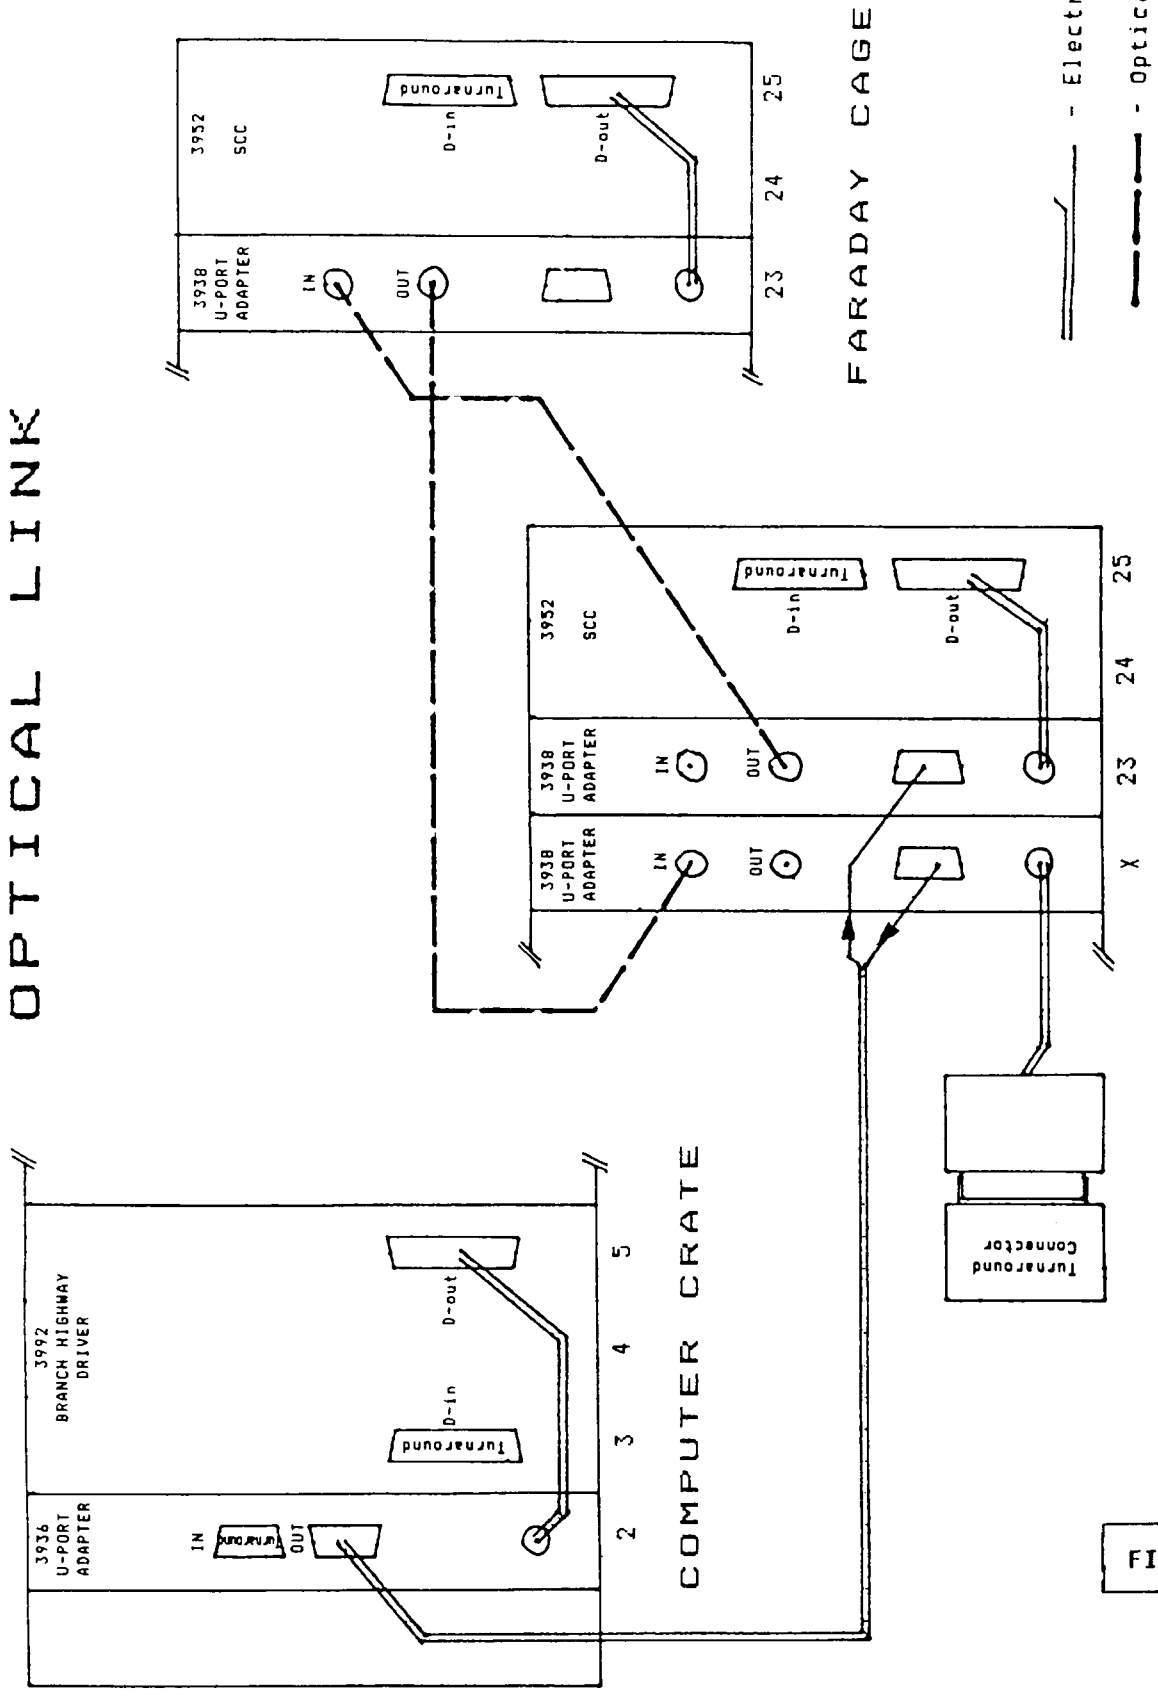 OPTICAL LINK
3936
U-PORT
ADAPTER
IN
Turnaround
OUT
2
3992
BRANCH HIGHWAY
DRIVER
D-in
Turnaround
D-out
3
4
5
COMPUTER CRATE
Turnaround
Connector
3938
U-PORT
ADAPTER
IN
OUT
X
3938
U-PORT
ADAPTER
IN
OUT
23
3952
SCC
D-in
Turnaround
D-out
24
25
3938
U-PORT
ADAPTER
IN
OUT
23
3952
SCC
D-in
Turnaround
D-out
24
25
FARADAY CAGE
- Electr
- Optic
FI